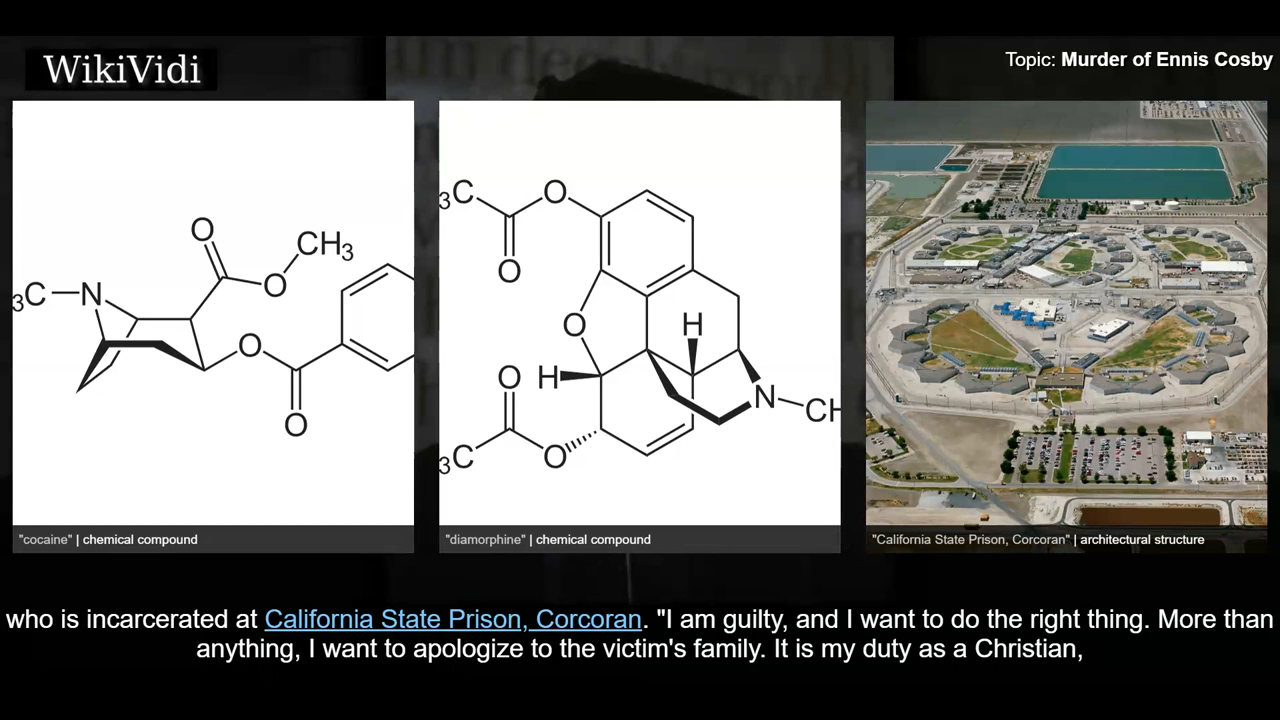 WikiVidi
Topic: Murder of Ennis Cosby
O
CH3
3C
N
O
O
O
3C
O
O
O
H
O
H
N
CH
3C
O
"cocaine" | chemical compound
"diamorphine" | chemical compound
"California State Prison, Corcoran" | architectural structure
who is incarcerated at California State Prison, Corcoran. "I am guilty, and I want to do the right thing. More than
anything, I want to apologize to the victim's family. It is my duty as a Christian,